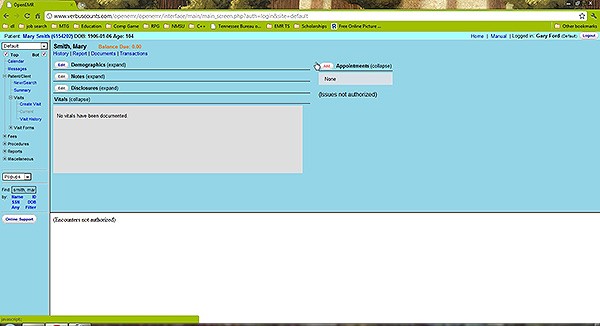 OpenEMR
www.verbuscounts.com/openemr/openemr/interface/main/main_screen.php?auth=login&site=default
dl job search MTG Education Comp Game RPG NMSU C++ Tennessee Bureau o... EMR TS Scholarships Free Online Picture ... Other bookmarks
Patient: Mary Smith DOB: 1906-01-06 Age: 104 Home | Manual | Logged in: Gary Ford (Default) Logout
Default
Top Bot
Calendar
Messages
Patient/Client
New/Search
Summary
Visits
Create Visit
Current
Visit History
Visit Forms
Fees
Procedures
Reports
Miscellaneous
Popups
Find: smith, mar
by: Name ID
SSN DOB
Any Filter
Online Support
Smith, Mary Balance Due: 0.00
History | Report | Documents | Transactions
Edit Demographics (expand)
Edit Notes (expand)
Edit Disclosures (expand)
Vitals (collapse)
No vitals have been documented.
Add Appointments (collapse)
None
(Issues not authorized)
(Encounters not authorized)
javascript:;